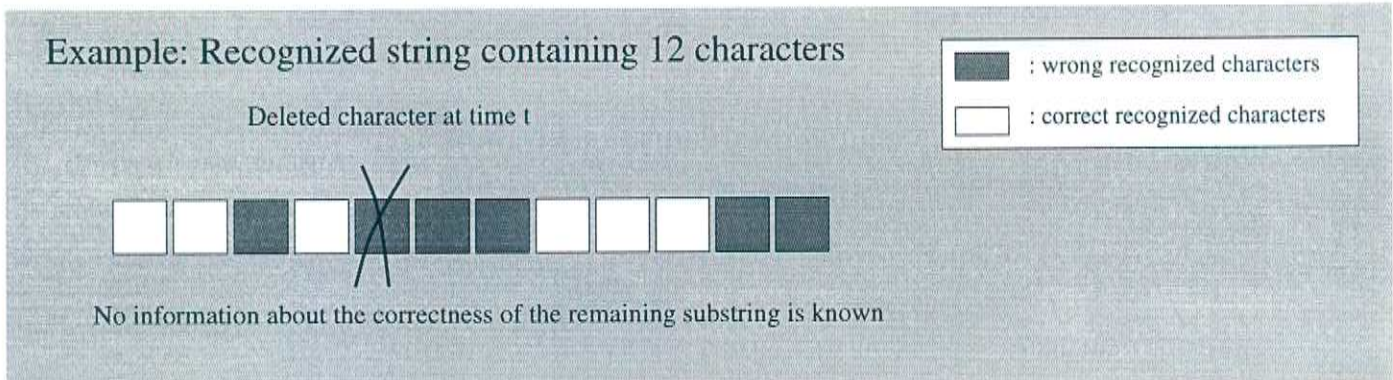 Example: Recognized string containing 12 characters
: wrong recognized characters
: correct recognized characters
Deleted character at time t
No information about the correctness of the remaining substring is known